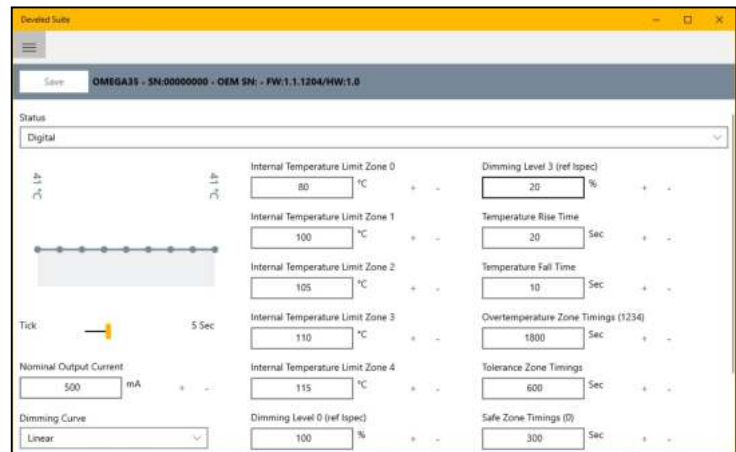 Develed Suite
Save
OMEGA35 - SN:00000000 - OEM SN: - FW:1.1.1204/HW:1.0
Status
Digital
41 °C
41 °C
Tick
5 Sec
Nominal Output Current
500 mA + -
Dimming Curve
Linear
Internal Temperature Limit Zone 0
80 °C + -
Internal Temperature Limit Zone 1
100 °C + -
Internal Temperature Limit Zone 2
105 °C + -
Internal Temperature Limit Zone 3
110 °C + -
Internal Temperature Limit Zone 4
115 °C + -
Dimming Level 0 (ref Ispec)
100 % + -
Dimming Level 3 (ref Ispec)
20 % + -
Temperature Rise Time
20 Sec + -
Temperature Fall Time
10 Sec + -
Overtemperature Zone Timings (1234)
1800 Sec + -
Tolerance Zone Timings
600 Sec + -
Safe Zone Timings (0)
300 Sec + -